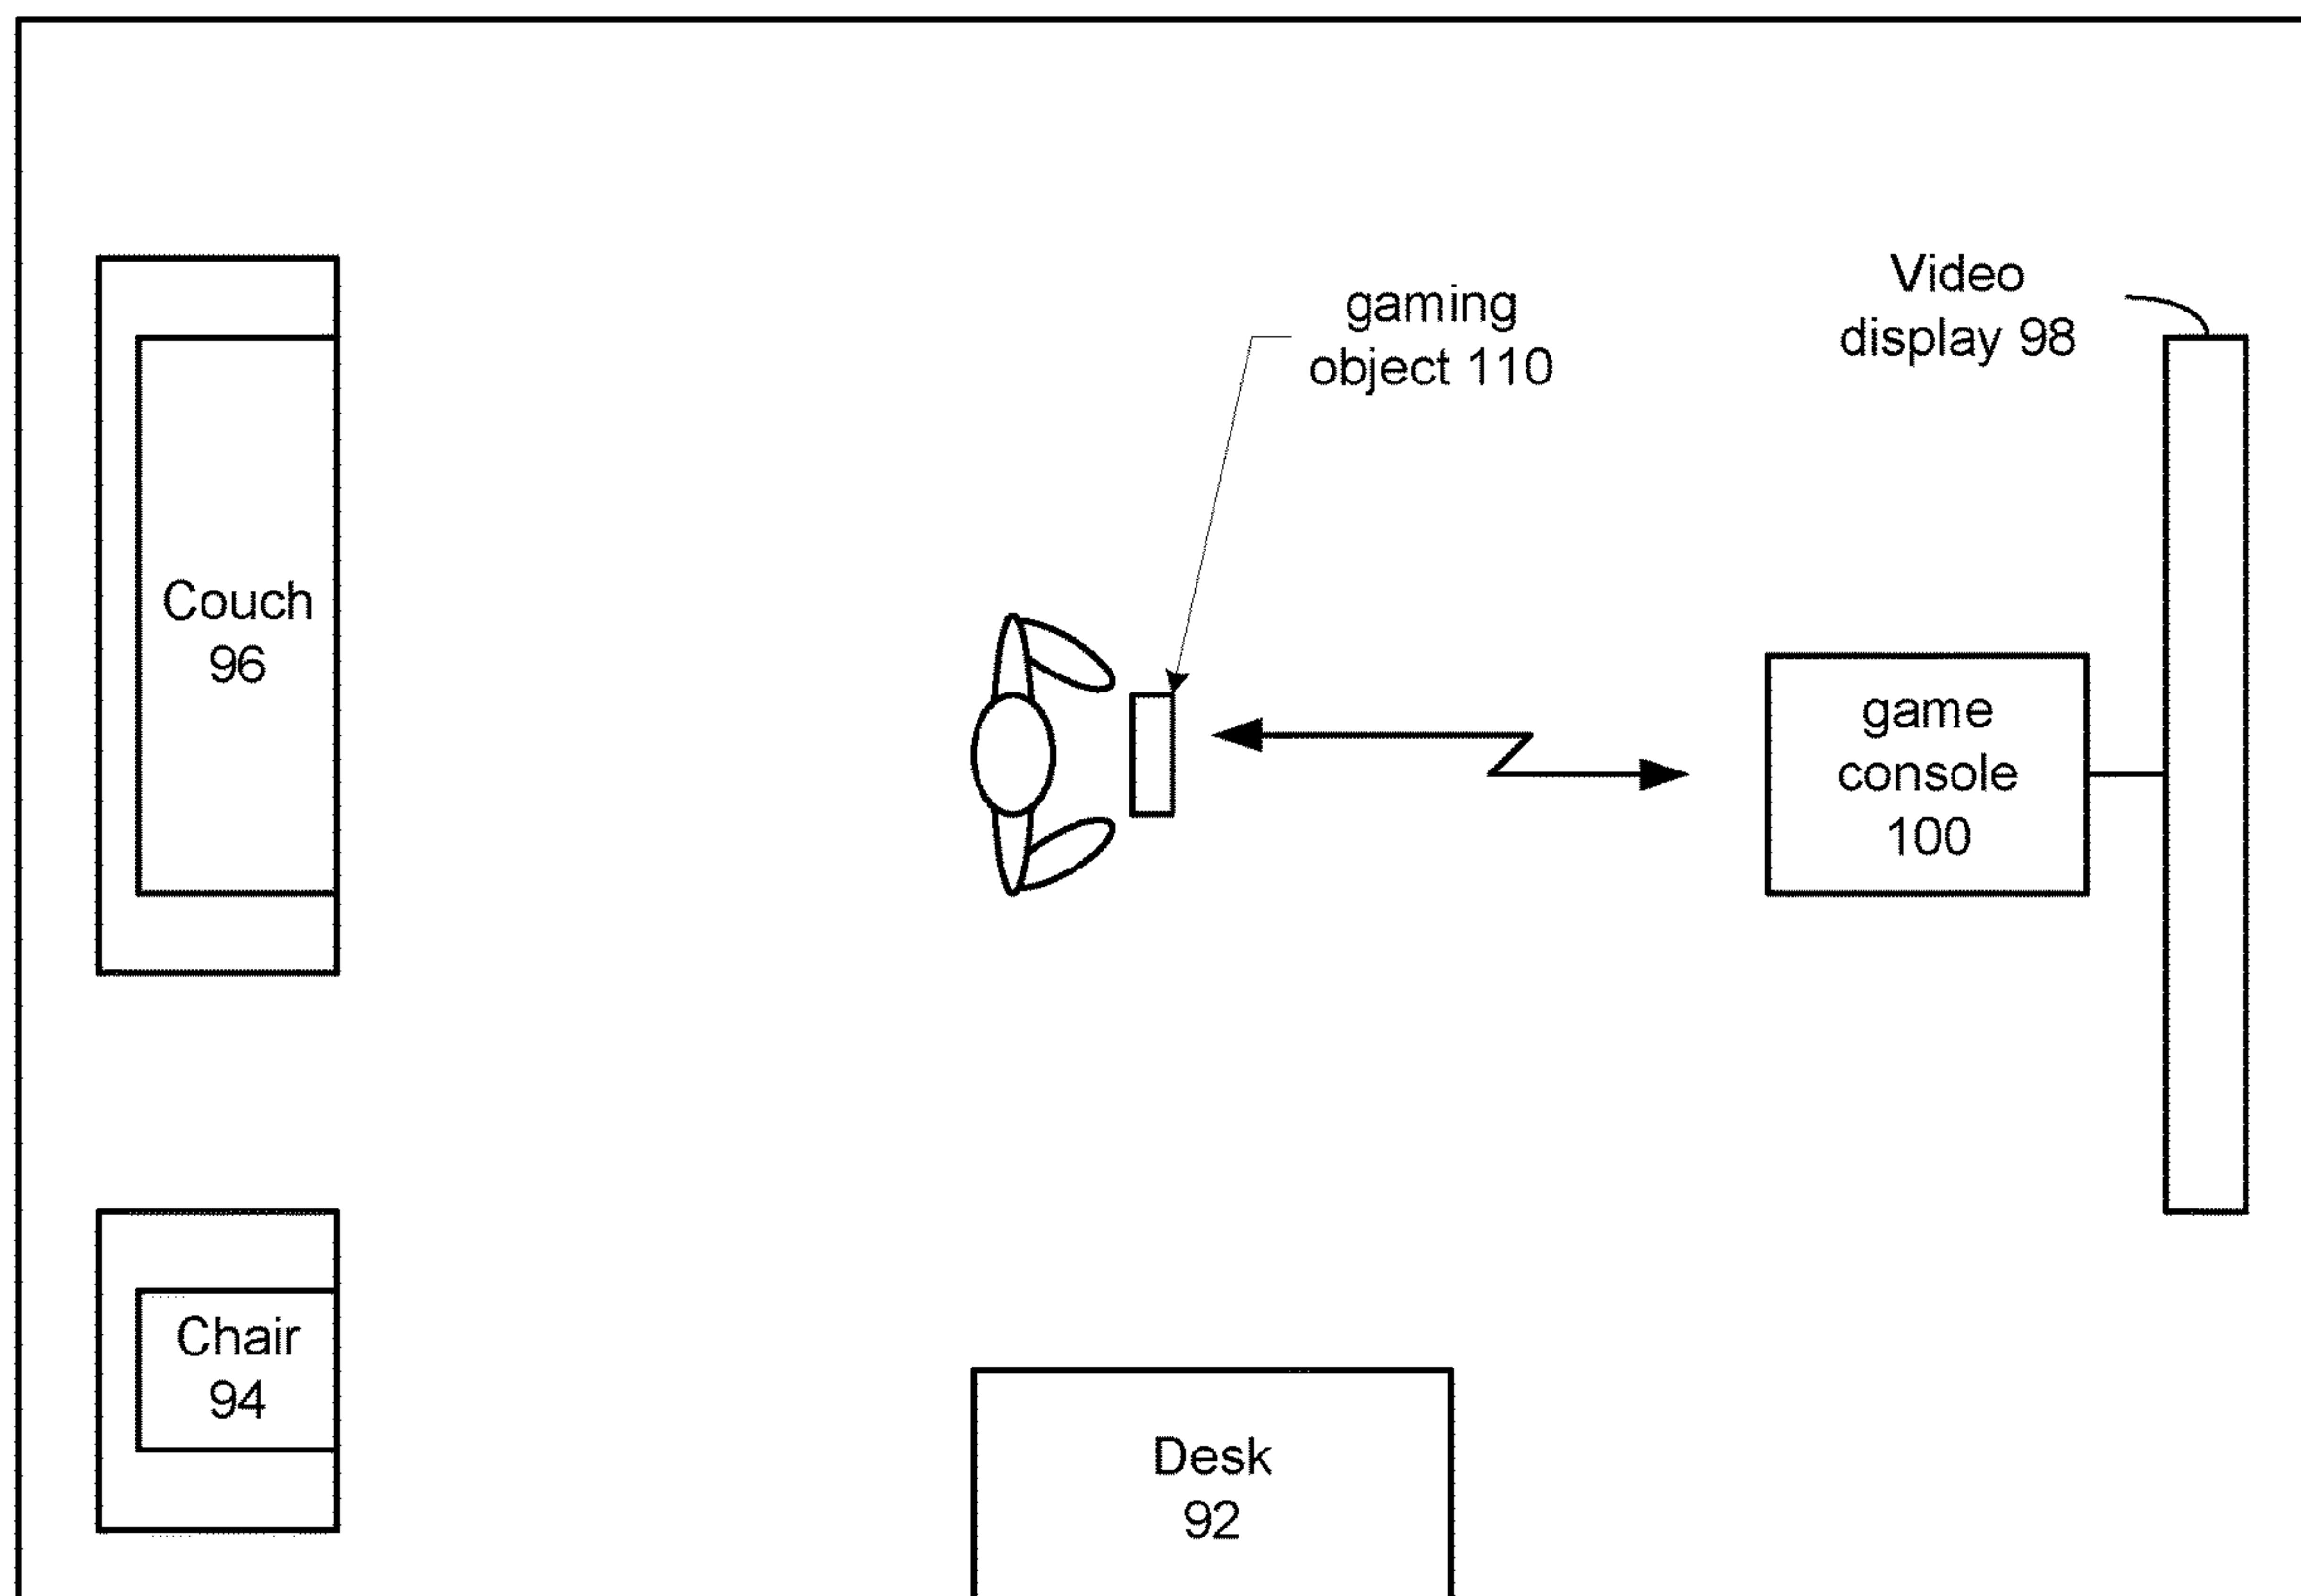 Video
display 98
gaming
object 110
Couch
96
game
console
100
Chair
94
Desk
92